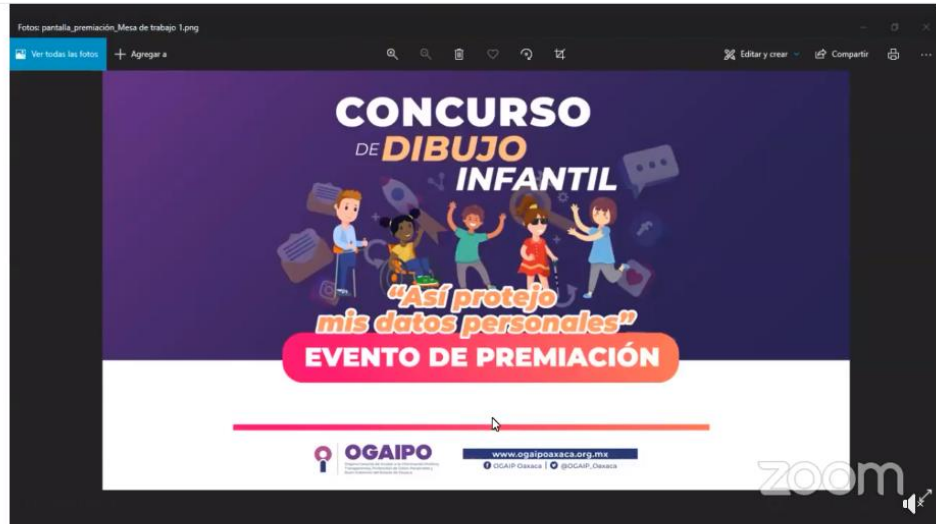 Fotos: pantalla_premiación_Mesa de trabajo 1.png
Ver todas las fotos
Agregar a
Editar y crear
Compartir
CONCURSO
DE DIBUJO
INFANTIL
“Así protejo
mis datos personales”
EVENTO DE PREMIACIÓN
OGAIPO
www.ogaipoaxaca.org.mx
OGAIP Oaxaca | @OGAIP_Oaxaca
zoom